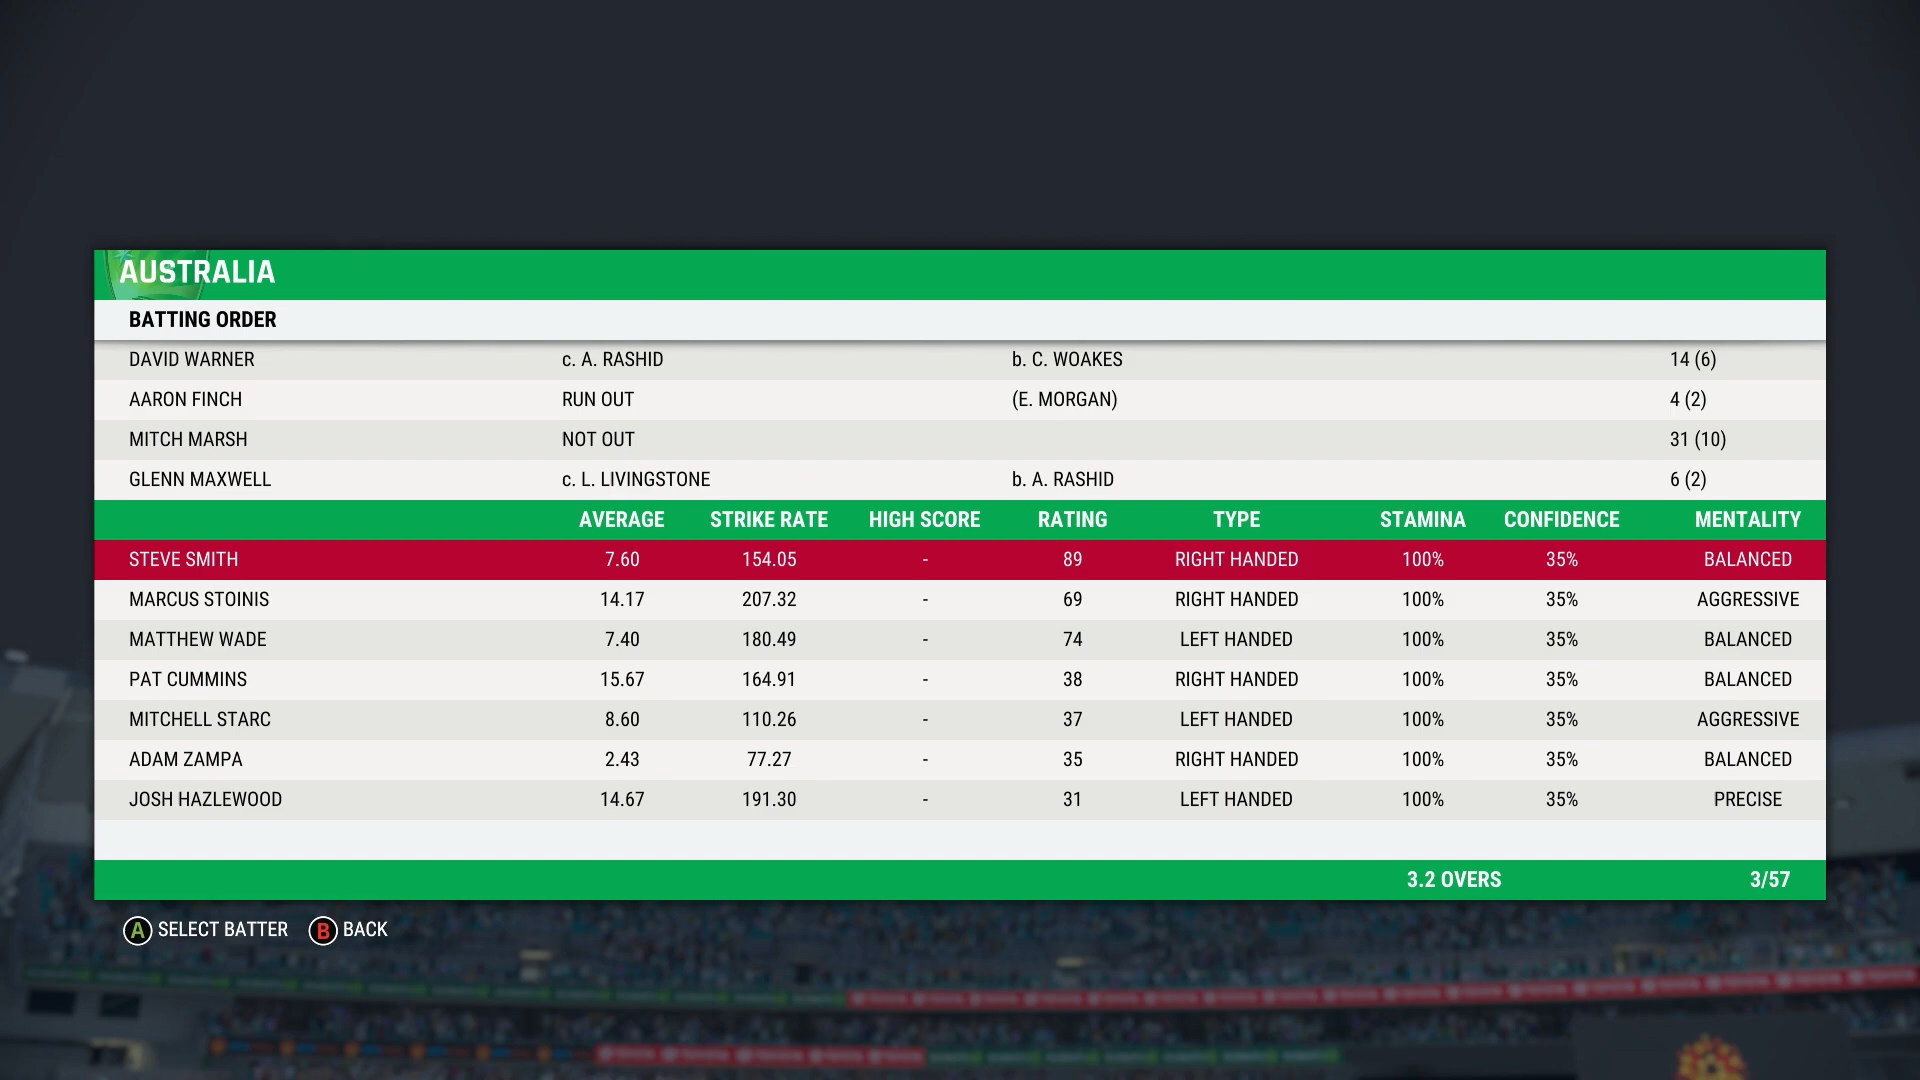 AUSTRALIA
BATTING ORDER
DAVID WARNER c. A. RASHID b. C. WOAKES 14 (6)
AARON FINCH RUN OUT (E. MORGAN) 4 (2)
MITCH MARSH NOT OUT 31 (10)
GLENN MAXWELL c. L. LIVINGSTONE b. A. RASHID 6 (2)
AVERAGE STRIKE RATE HIGH SCORE RATING TYPE STAMINA CONFIDENCE MENTALITY
STEVE SMITH 7.60 154.05 - 89 RIGHT HANDED 100% 35% BALANCED
MARCUS STOINIS 14.17 207.32 - 69 RIGHT HANDED 100% 35% AGGRESSIVE
MATTHEW WADE 7.40 180.49 - 74 LEFT HANDED 100% 35% BALANCED
PAT CUMMINS 15.67 164.91 - 38 RIGHT HANDED 100% 35% BALANCED
MITCHELL STARC 8.60 110.26 - 37 LEFT HANDED 100% 35% AGGRESSIVE
ADAM ZAMPA 2.43 77.27 - 35 RIGHT HANDED 100% 35% BALANCED
JOSH HAZLEWOOD 14.67 191.30 - 31 LEFT HANDED 100% 35% PRECISE
3.2 OVERS 3/57
A SELECT BATTER B BACK